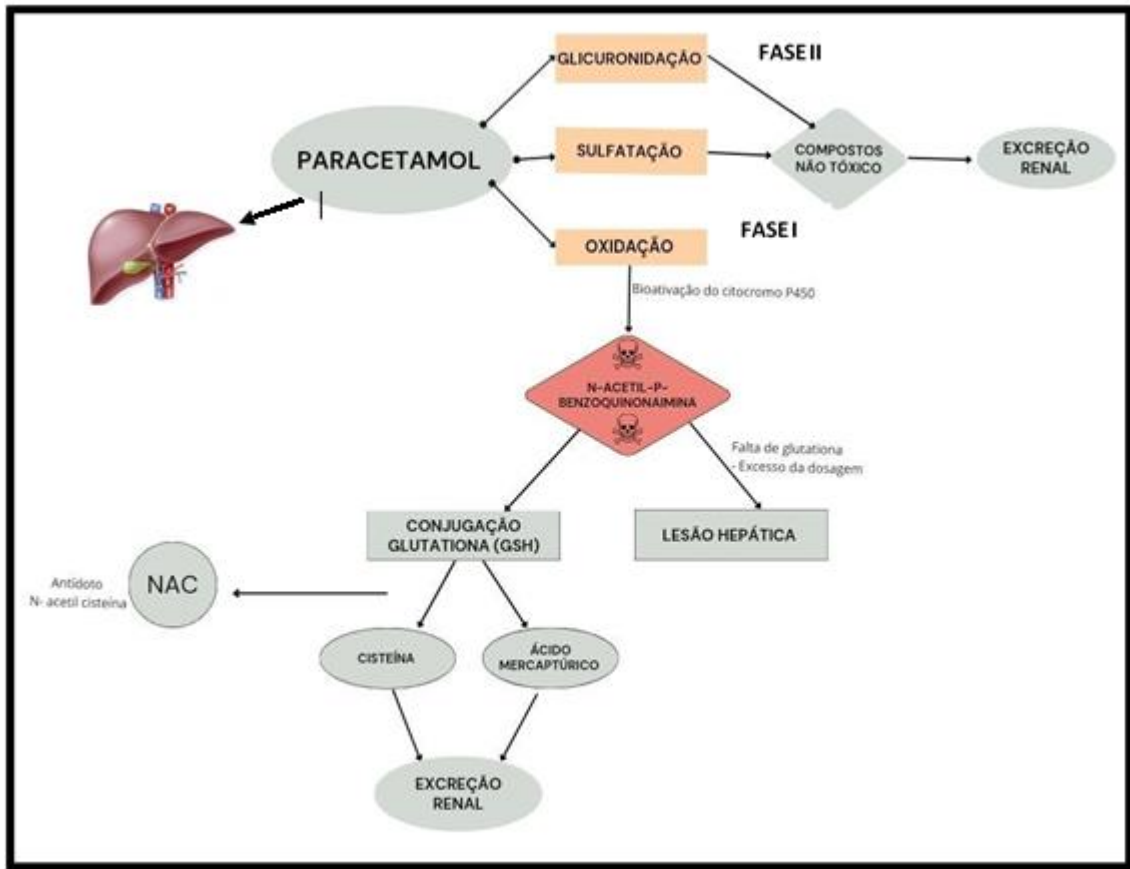 GLICURONIDAÇÃO
FASE II
PARACETAMOL
SULFATAÇÃO
COMPOSTOS
NÃO TÓXICO
EXCREÇÃO
RENAL
FASE I
OXIDAÇÃO
Bioativação do citocromo P450
N-ACETIL-P-
BENZOQUINONAIMINA
Falta de glutationa
- Excesso da dosagem
CONJUGAÇÃO
GLUTATIONA (GSH)
LESÃO HEPÁTICA
Antídoto
N- acetil cisteína
NAC
CISTEÍNA
ÁCIDO
MERCAPTÚRICO
EXCREÇÃO
RENAL